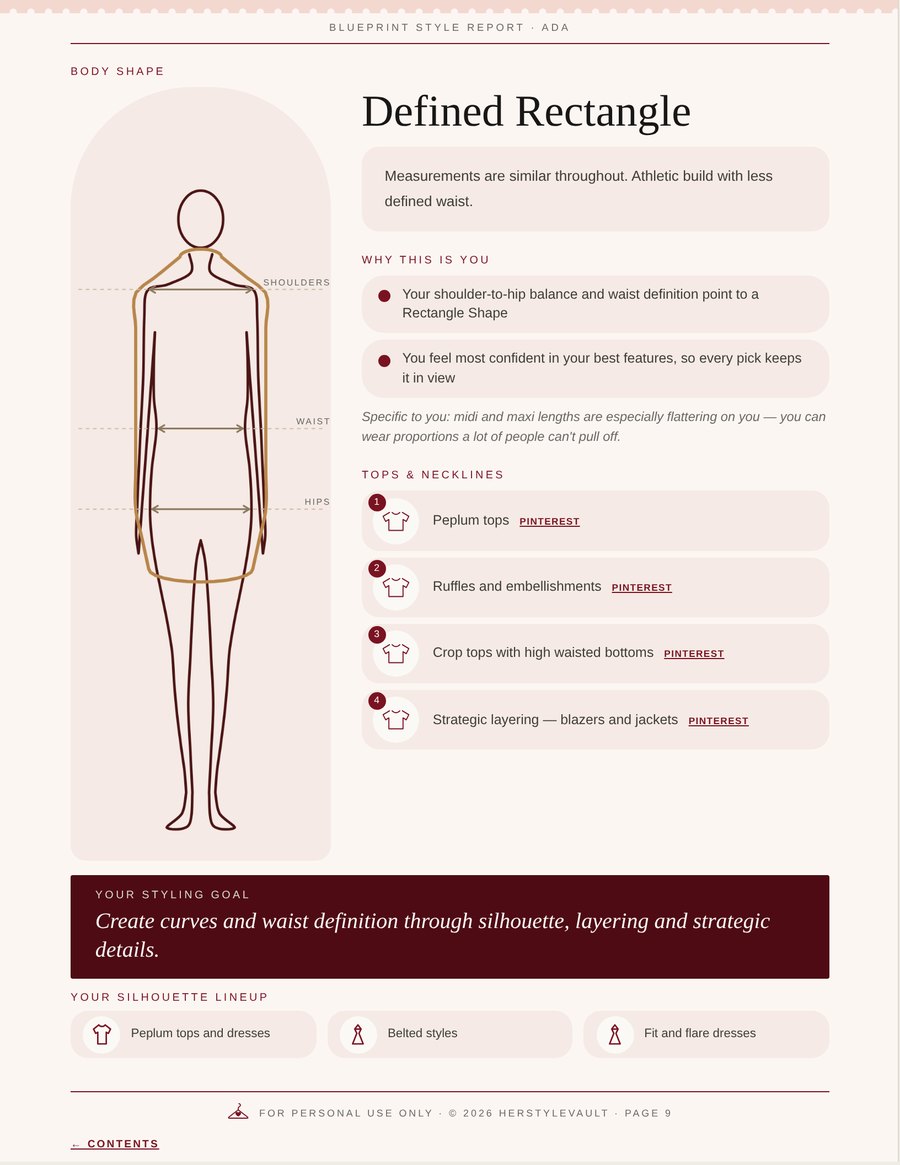 BLUEPRINT STYLE REPORT · ADA
BODY SHAPE
SHOULDERS
WAIST
HIPS
Defined Rectangle
Measurements are similar throughout. Athletic build with less
defined waist.
WHY THIS IS YOU
Your shoulder-to-hip balance and waist definition point to a
Rectangle Shape
You feel most confident in your best features, so every pick keeps
it in view
Specific to you: midi and maxi lengths are especially flattering on you — you can
wear proportions a lot of people can't pull off.
TOPS & NECKLINES
1
Peplum tops PINTEREST
2
Ruffles and embellishments PINTEREST
3
Crop tops with high waisted bottoms PINTEREST
4
Strategic layering — blazers and jackets PINTEREST
YOUR STYLING GOAL
Create curves and waist definition through silhouette, layering and strategic
details.
YOUR SILHOUETTE LINEUP
Peplum tops and dresses
Belted styles
Fit and flare dresses
FOR PERSONAL USE ONLY · © 2026 HERSTYLEVAULT · PAGE 9
← CONTENTS